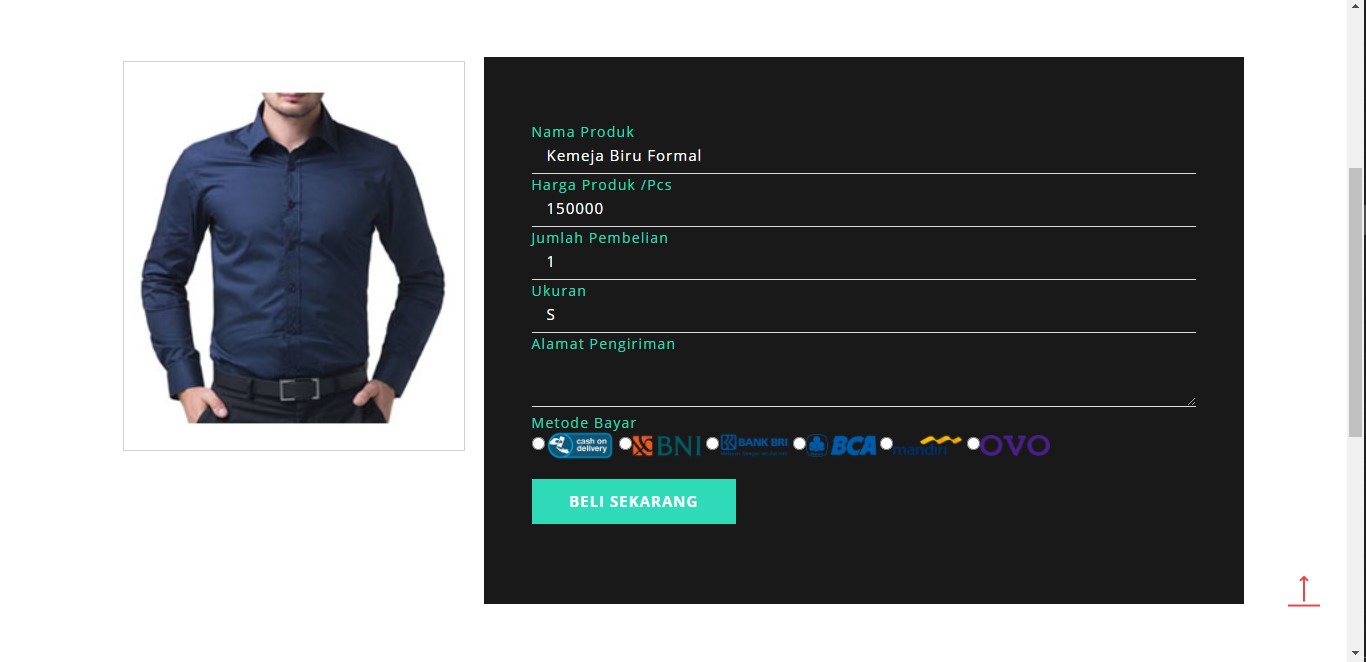 Nama Produk
Kemeja Biru Formal
Harga Produk /Pcs
150000
Jumlah Pembelian
1
Ukuran
S
Alamat Pengiriman
Metode Bayar
cash on delivery BNI BANK BRI BCA mandiri OVO
BELI SEKARANG